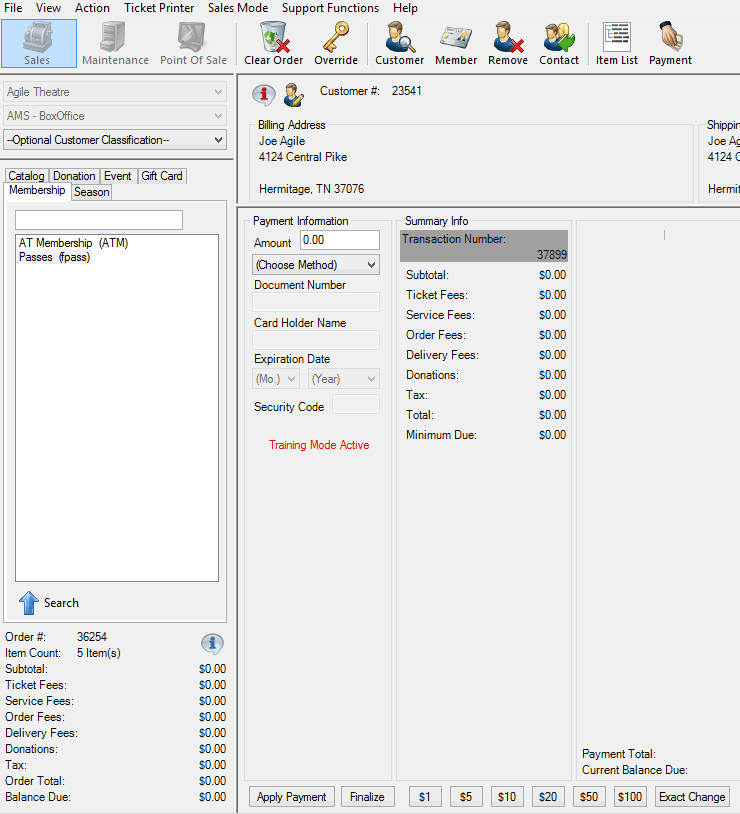 File View Action Ticket Printer Sales Mode Support Functions Help
Sales Maintenance Point Of Sale Clear Order Override Customer Member Remove Contact Item List Payment
Agile Theatre
AMS - BoxOffice
--Optional Customer Classification--
Catalog Donation Event Gift Card
Membership Season
AT Membership (ATM)
Passes (fpass)
Search
Order #: 36254
Item Count: 5 Item(s)
Subtotal: $0.00
Ticket Fees: $0.00
Service Fees: $0.00
Order Fees: $0.00
Delivery Fees: $0.00
Donations: $0.00
Tax: $0.00
Order Total: $0.00
Balance Due: $0.00
Customer #: 23541
Billing Address
Joe Agile
4124 Central Pike
Hermitage, TN 37076
Shippin
Joe Ag
4124 C
Hermit
Payment Information
Amount 0.00
(Choose Method)
Document Number
Card Holder Name
Expiration Date
(Mo.) (Year)
Security Code
Training Mode Active
Summary Info
Transaction Number:
37899
Subtotal: $0.00
Ticket Fees: $0.00
Service Fees: $0.00
Order Fees: $0.00
Delivery Fees: $0.00
Donations: $0.00
Tax: $0.00
Total: $0.00
Minimum Due: $0.00
Payment Total:
Current Balance Due:
Apply Payment Finalize $1 $5 $10 $20 $50 $100 Exact Change